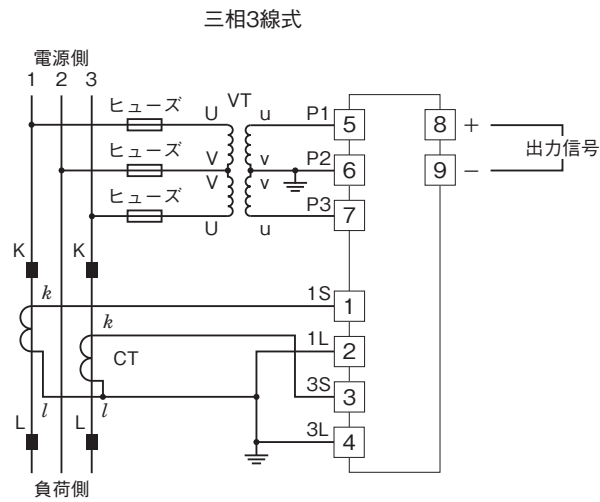 三相3線式
電源側
1 2 3
ヒューズ U VT u P1 5 8 +
出力信号
ヒューズ V v P2 6 9 −
ヒューズ V v
U u P3 7
K K
k 1S 1
k 1L 2
CT
3S 3
L l L l 3L 4
負荷側